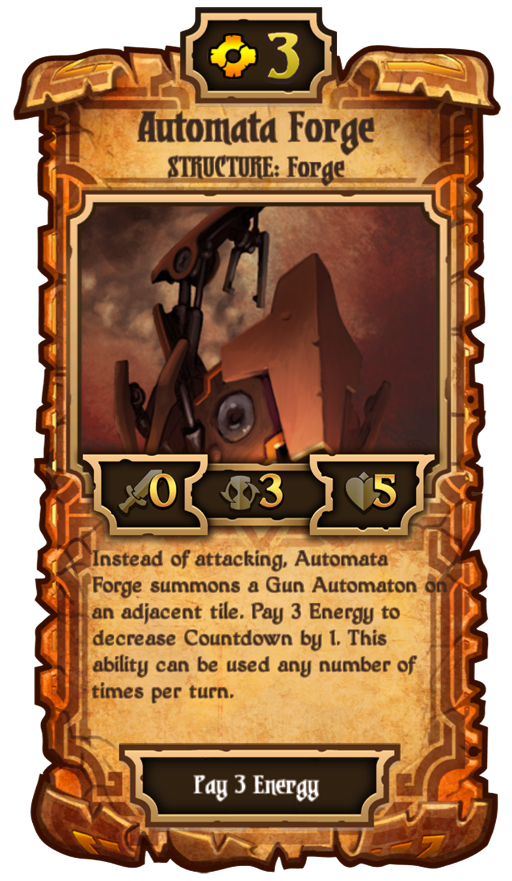 3
Automata Forge
STRUCTURE: Forge
0 3 5
Instead of attacking, Automata
Forge summons a Gun Automaton on
an adjacent tile. Pay 3 Energy to
decrease Countdown by 1. This
ability can be used any number of
times per turn.
Pay 3 Energy